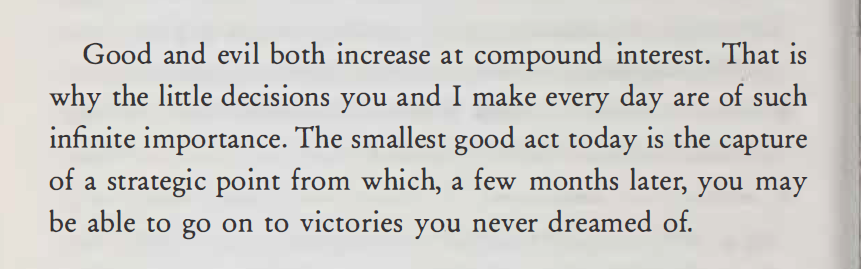 Good and evil both increase at compound interest. That is
why the little decisions you and I make every day are of such
infinite importance. The smallest good act today is the capture
of a strategic point from which, a few months later, you may
be able to go on to victories you never dreamed of.